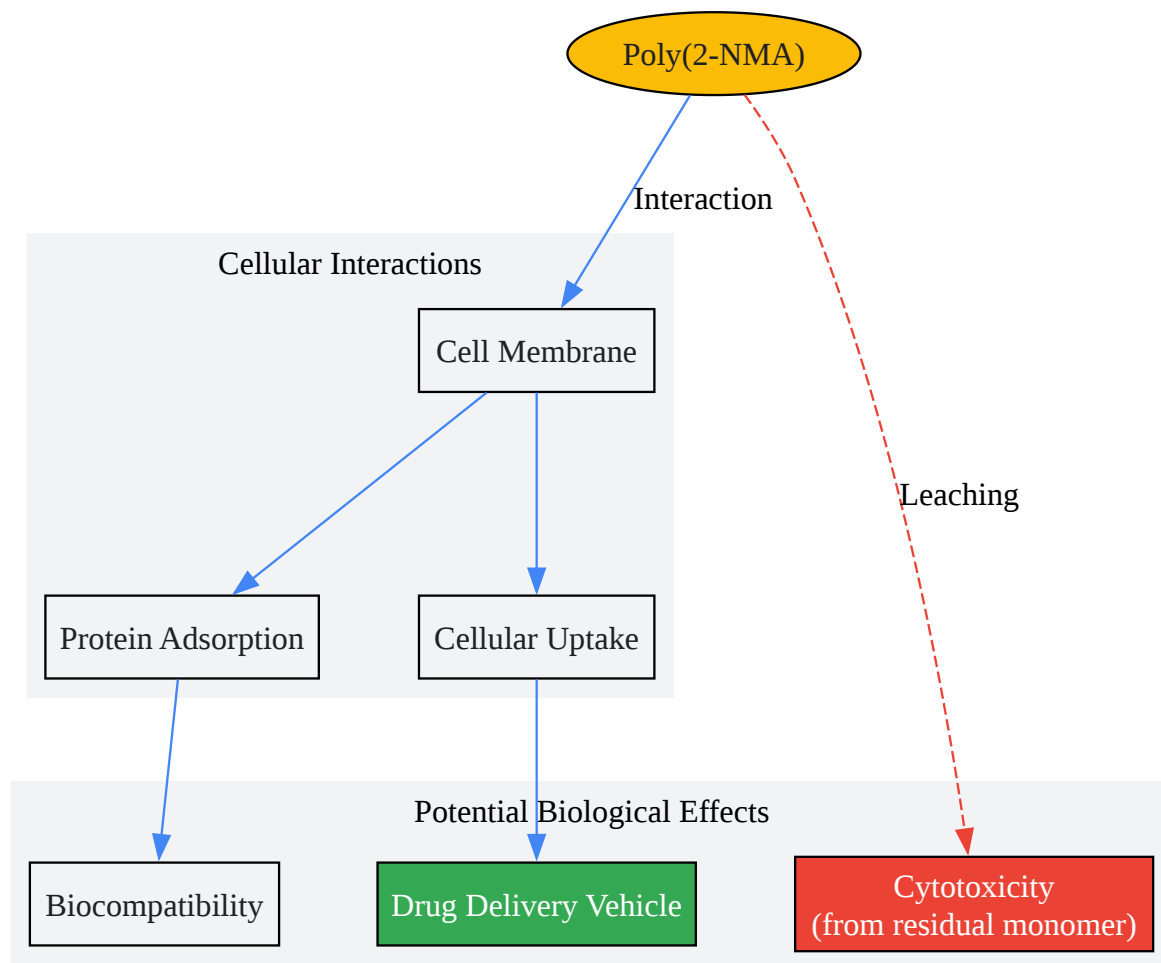 Poly(2-NMA)
Interaction
Cellular Interactions
Cell Membrane
Leaching
Protein Adsorption
Cellular Uptake
Potential Biological Effects
Biocompatibility
Drug Delivery Vehicle
Cytotoxicity
(from residual monomer)